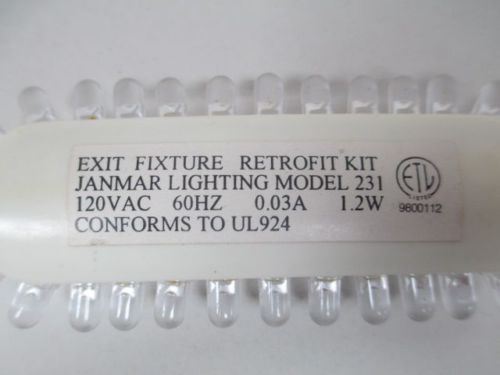 EXIT FIXTURE RETROFIT KIT
JANMAR LIGHTING MODEL 231
120VAC 60HZ 0.03A 1.2W
CONFORMS TO UL924
ETL
LISTED
9800112